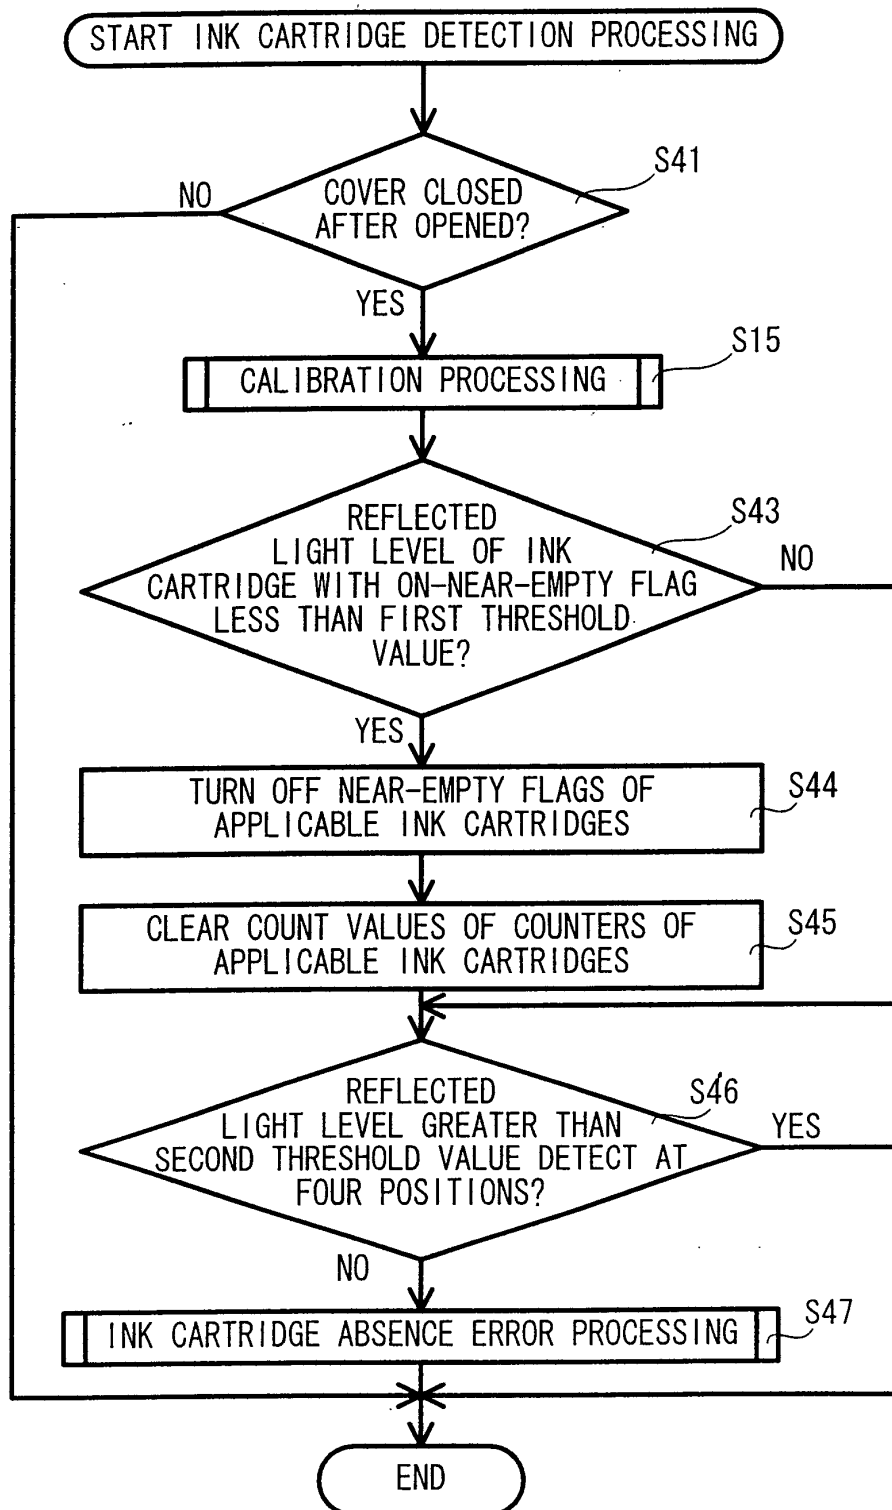 START INK CARTRIDGE DETECTION PROCESSING
S41
NO
COVER CLOSED
AFTER OPENED?
YES
S15
CALIBRATION PROCESSING
S43
REFLECTED
LIGHT LEVEL OF INK
CARTRIDGE WITH ON-NEAR-EMPTY FLAG
LESS THAN FIRST THRESHOLD
VALUE?
NO
YES
TURN OFF NEAR-EMPTY FLAGS OF
APPLICABLE INK CARTRIDGES
S44
CLEAR COUNT VALUES OF COUNTERS OF
APPLICABLE INK CARTRIDGES
S45
REFLECTED
LIGHT LEVEL GREATER THAN
SECOND THRESHOLD VALUE DETECT AT
FOUR POSITIONS?
S46
YES
NO
INK CARTRIDGE ABSENCE ERROR PROCESSING
S47
END